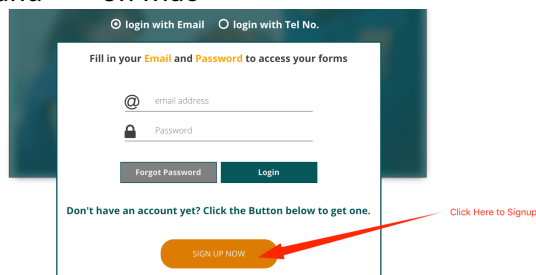 login with Email login with Tel No.
Fill in your Email and Password to access your forms
@ email address
Password
Forgot Password Login
Don't have an account yet? Click the Button below to get one.
Click Here to Signup
SIGN UP NOW